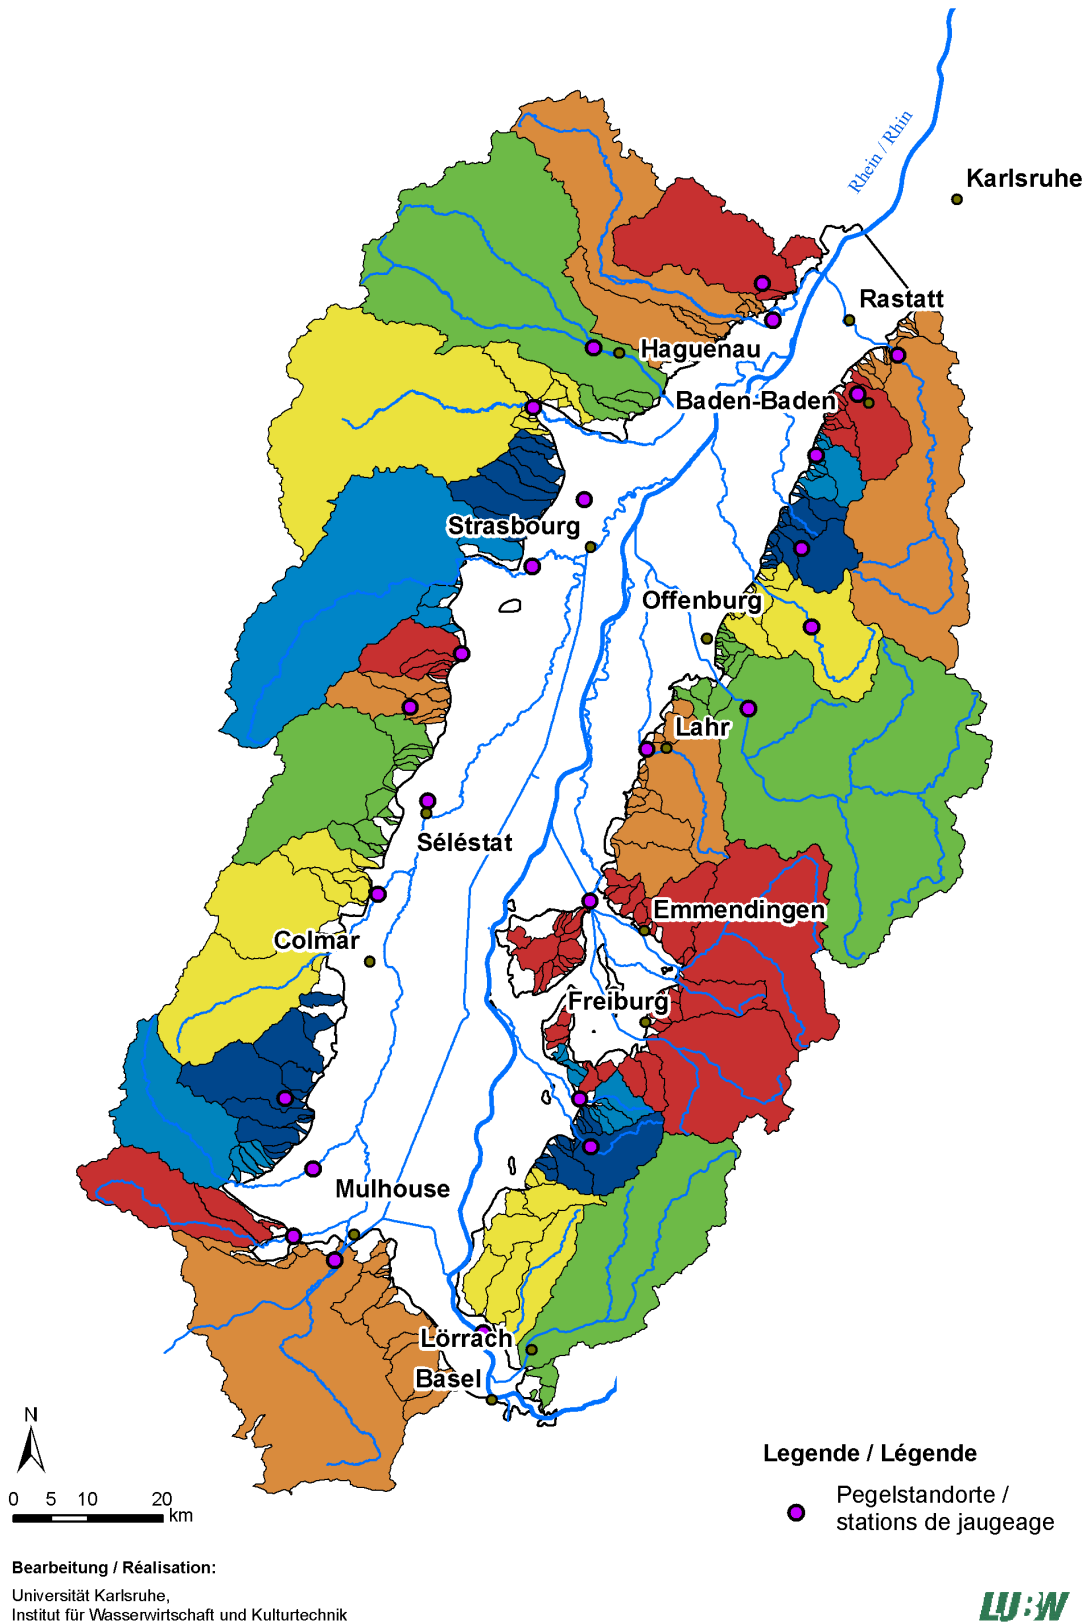 Rhein / Rhin
Karlsruhe
Rastatt
Haguenau
Baden-Baden
Strasbourg
Offenburg
Lahr
Séléstat
Emmendingen
Colmar
Freiburg
Mulhouse
Lörrach
Basel
N
0 5 10 20
km
Legende / Légende
Pegelstandorte /
stations de jaugeage
Bearbeitung / Réalisation:
Universität Karlsruhe,
Institut für Wasserwirtschaft und Kulturtechnik
LUBW